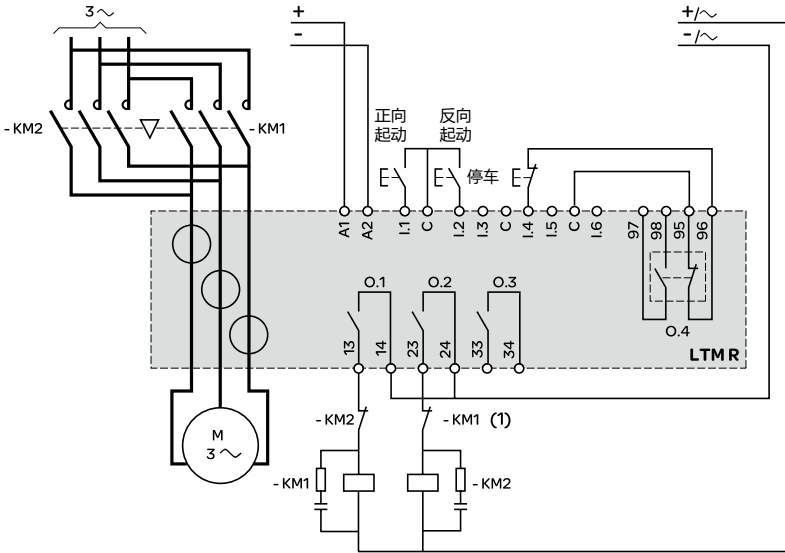 3~
+
-
+/~
-/~
-KM2
-KM1
正向
起动
反向
起动
停车
A1
A2
I.1
C
I.2
I.3
C
I.4
I.5
C
I.6
97
98
95
96
O.1
O.2
O.3
O.4
13
14
23
24
33
34
LTMR
-KM2
-KM1 (1)
M
3~
-KM1
-KM2